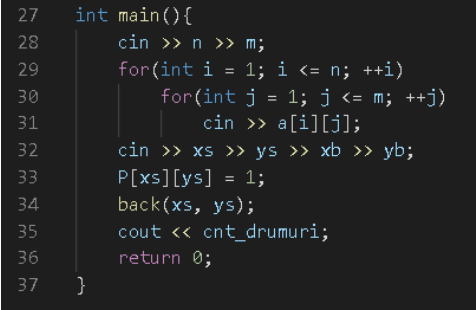 27 int main(){
28 cin >> n >> m;
29 for(int i = 1; i <= n; ++i)
30 for(int j = 1; j <= m; ++j)
31 cin >> a[i][j];
32 cin >> xs >> ys >> xb >> yb;
33 P[xs][ys] = 1;
34 back(xs, ys);
35 cout << cnt_drumuri;
36 return 0;
37 }